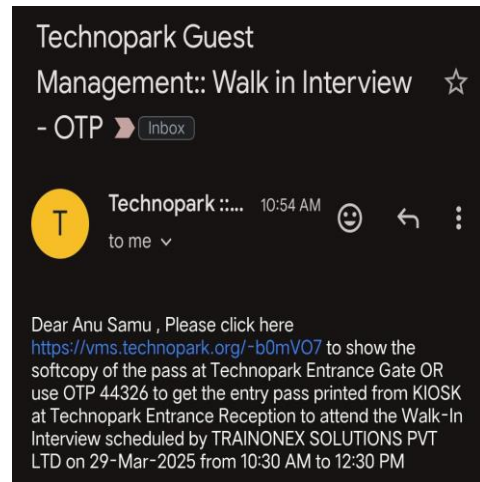 Technopark Guest
Management:: Walk in Interview
- OTP Inbox
T
Technopark ::... 10:54 AM
to me
Dear Anu Samu , Please click here
https://vms.technopark.org/-b0mVO7 to show the
softcopy of the pass at Technopark Entrance Gate OR
use OTP 44326 to get the entry pass printed from KIOSK
at Technopark Entrance Reception to attend the Walk-In
Interview scheduled by TRAINONEX SOLUTIONS PVT
LTD on 29-Mar-2025 from 10:30 AM to 12:30 PM